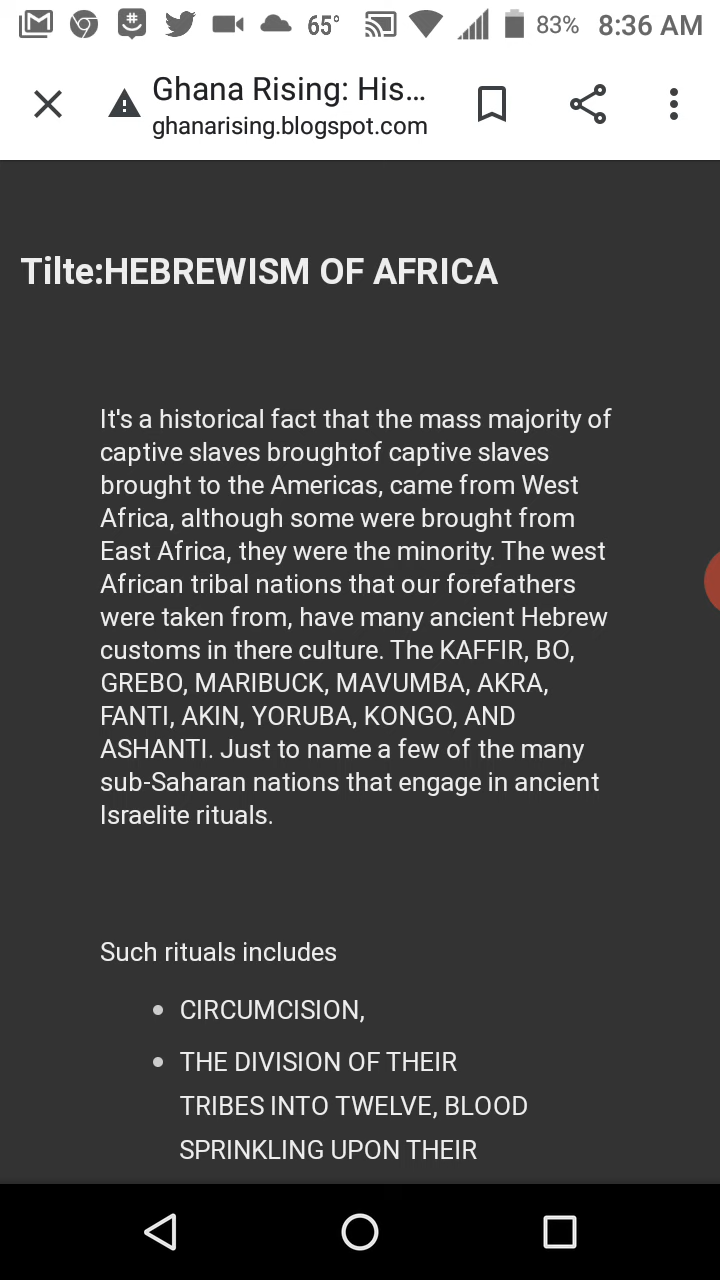 65° 83% 8:36 AM
Ghana Rising: His...
ghanarising.blogspot.com
Tilte:HEBREWISM OF AFRICA
It's a historical fact that the mass majority of
captive slaves broughtof captive slaves
brought to the Americas, came from West
Africa, although some were brought from
East Africa, they were the minority. The west
African tribal nations that our forefathers
were taken from, have many ancient Hebrew
customs in there culture. The KAFFIR, BO,
GREBO, MARIBUCK, MAVUMBA, AKRA,
FANTI, AKIN, YORUBA, KONGO, AND
ASHANTI. Just to name a few of the many
sub-Saharan nations that engage in ancient
Israelite rituals.
Such rituals includes
• CIRCUMCISION,
• THE DIVISION OF THEIR
TRIBES INTO TWELVE, BLOOD
SPRINKLING UPON THEIR